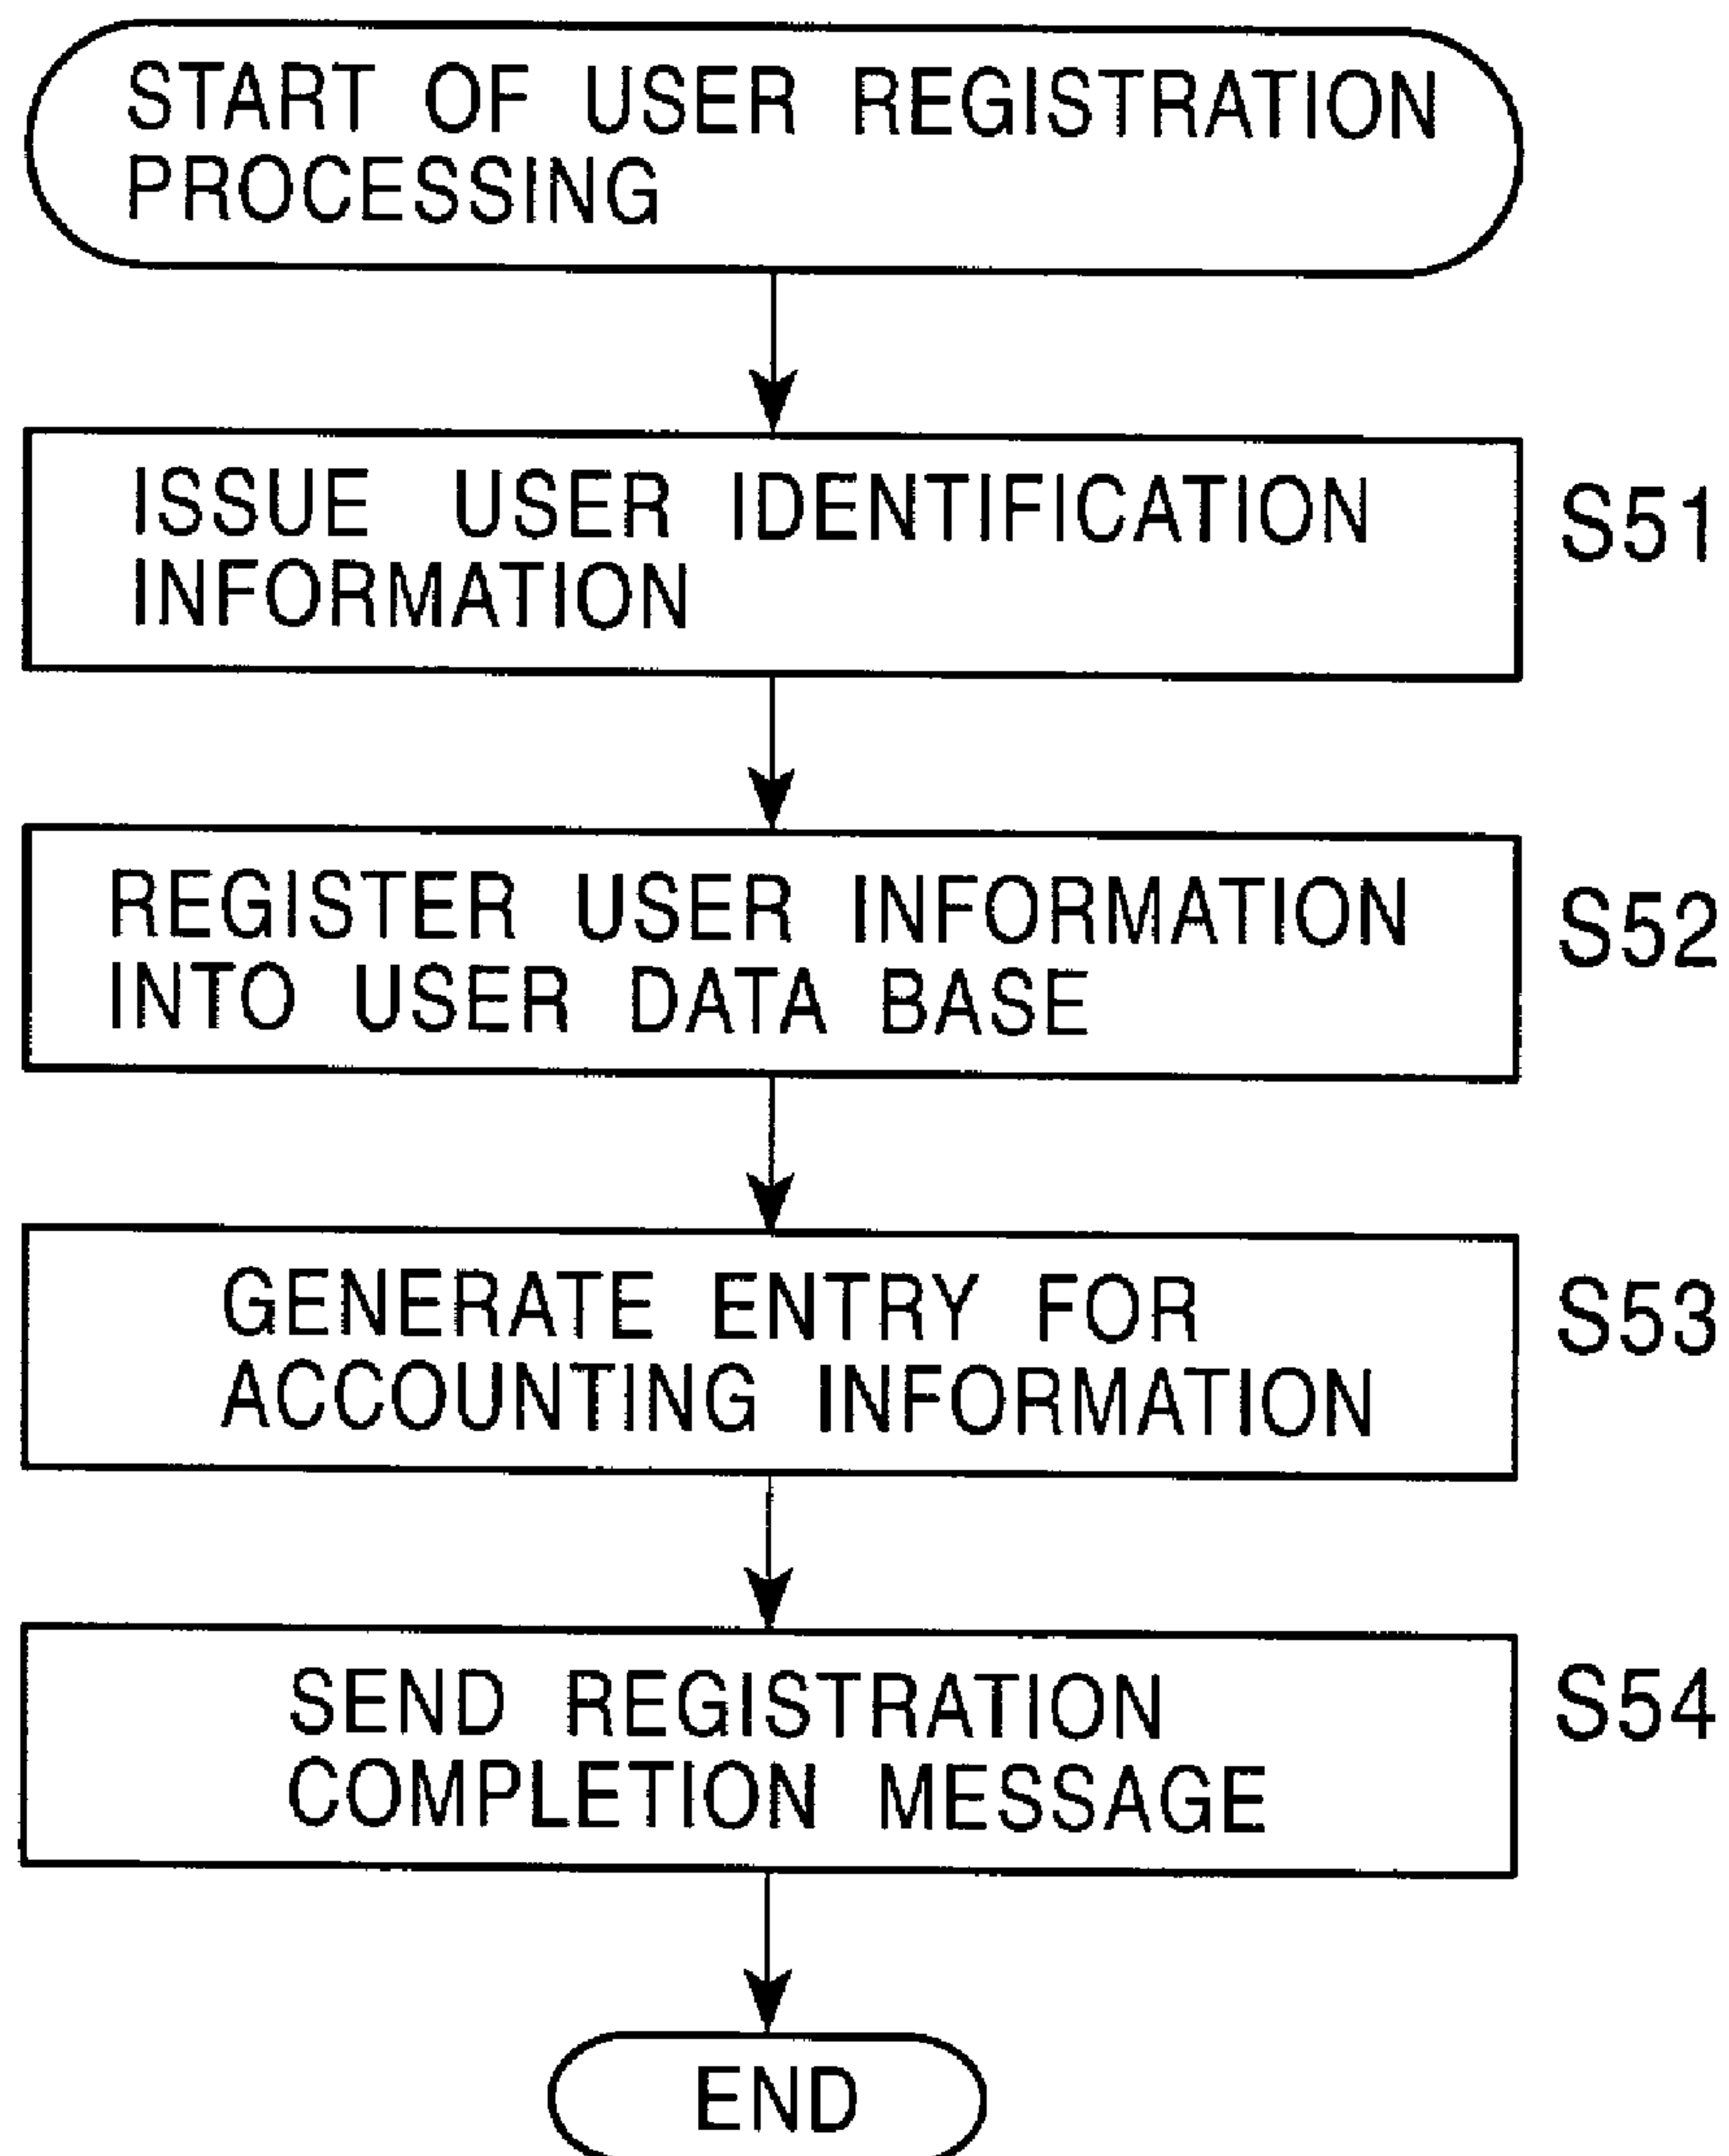 START OF USER REGISTRATION
PROCESSING
ISSUE USER IDENTIFICATION
INFORMATION
S51
REGISTER USER INFORMATION
INTO USER DATA BASE
S52
GENERATE ENTRY FOR
ACCOUNTING INFORMATION
S53
SEND REGISTRATION
COMPLETION MESSAGE
S54
END